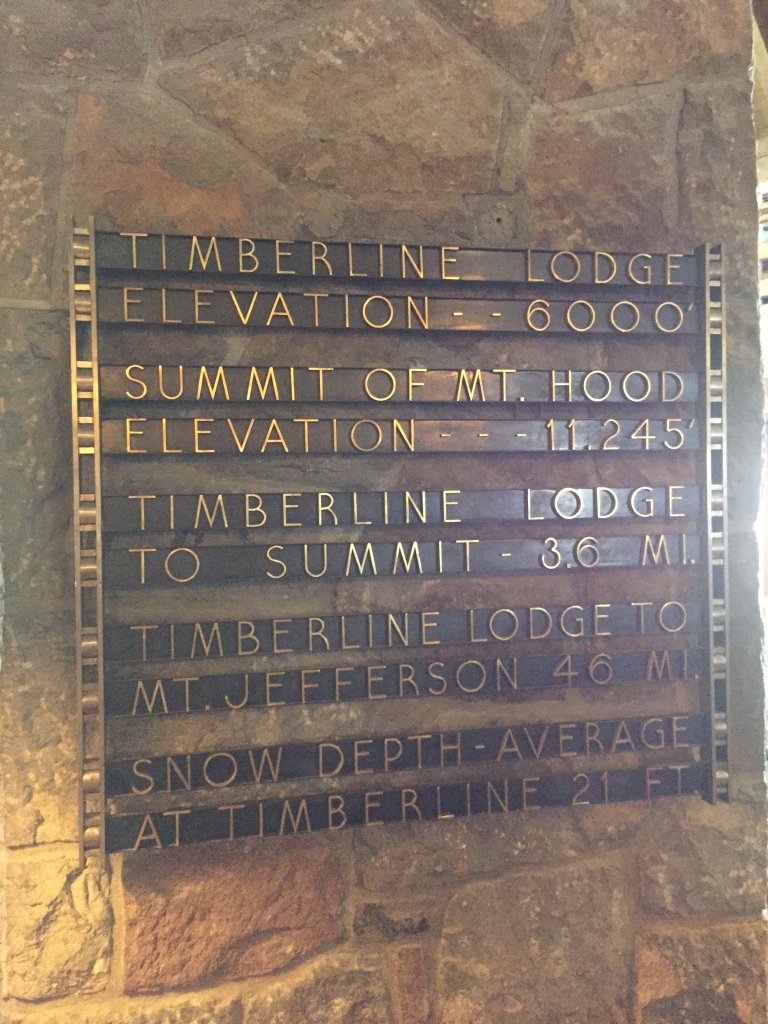 TIMBERLINE LODGE
ELEVATION - - 6000'
SUMMIT OF MT. HOOD
ELEVATION - - - 11.245'
TIMBERLINE LODGE
TO SUMMIT - 3.6 MI.
TIMBERLINE LODGE TO
MT. JEFFERSON 46 MI.
SNOW DEPTH - AVERAGE
AT TIMBERLINE 21 FT.